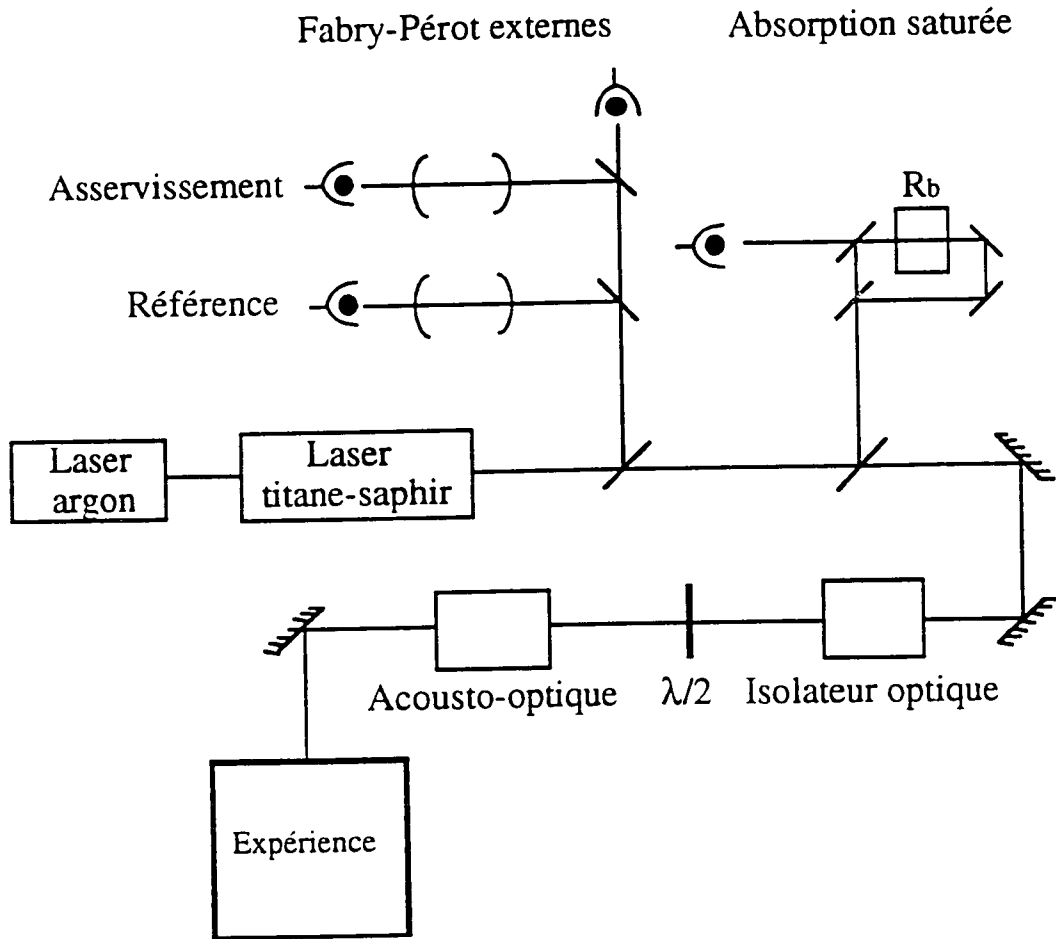 Fabry-Pérot externes
Absorption saturée
Asservissement
Rb
Référence
Laser
argon
Laser
titane-saphir
Acousto-optique
λ/2
Isolateur optique
Expérience